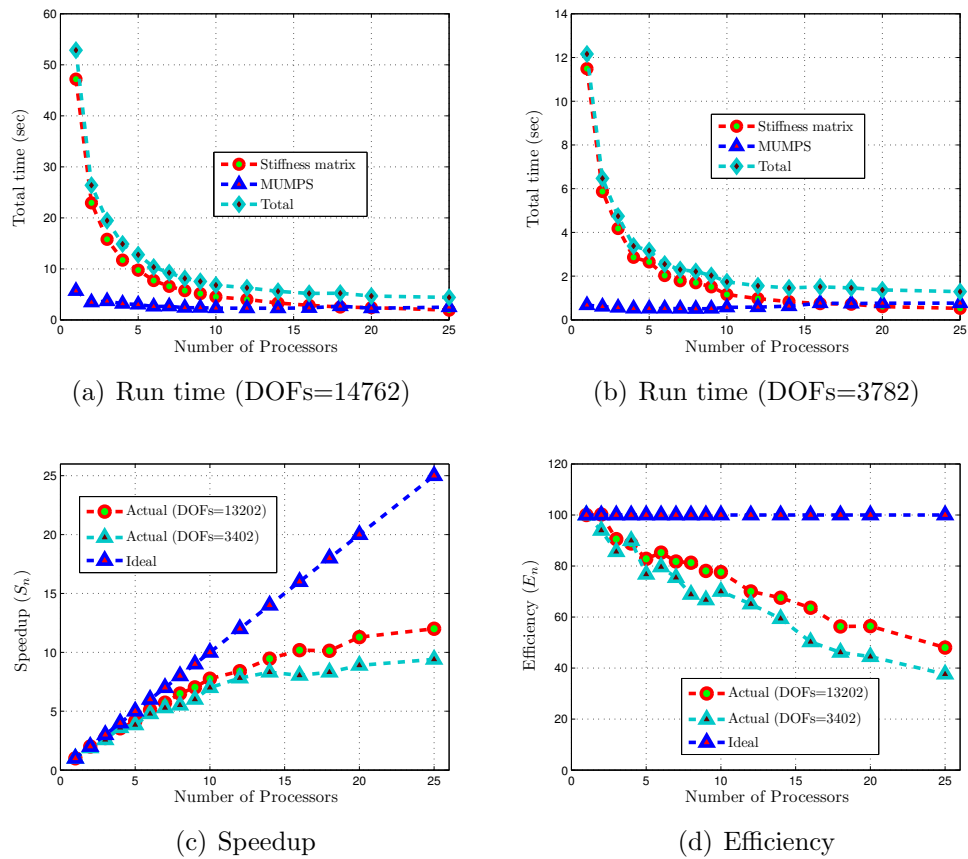 60
50
40
30
20
10
0
0
5
10
15
20
25
Total time (sec)
Number of Processors
Stiffness matrix
MUMPS
Total
(a) Run time (DOFs=14762)
14
12
10
8
6
4
2
0
0
5
10
15
20
25
Total time (sec)
Number of Processors
Stiffness matrix
MUMPS
Total
(b) Run time (DOFs=3782)
25
20
15
10
5
0
0
5
10
15
20
25
Speedup (Sn)
Number of Processors
Actual (DOFs=13202)
Actual (DOFs=3402)
Ideal
(c) Speedup
120
100
80
60
40
20
0
0
5
10
15
20
25
Efficiency (En)
Number of Processors
Actual (DOFs=13202)
Actual (DOFs=3402)
Ideal
(d) Efficiency